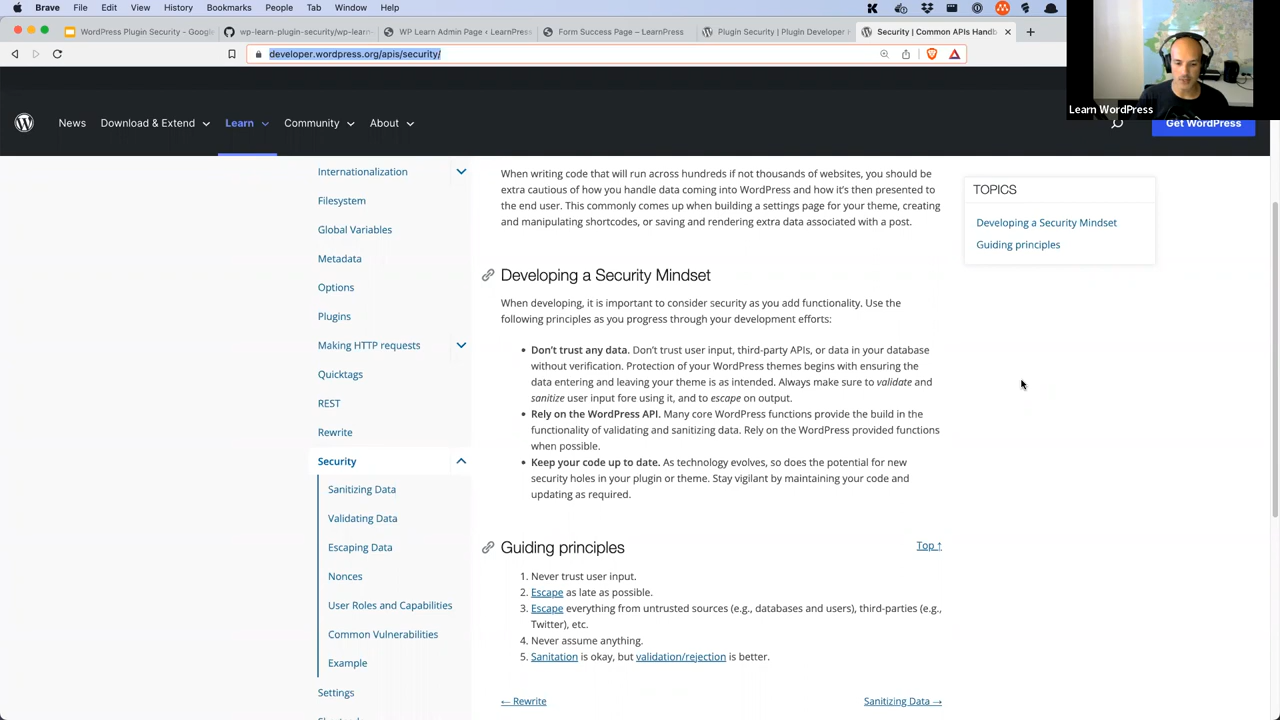 Brave File Edit View History Bookmarks People Tab Window Help
WordPress Plugin Security - Google
wp-learn-plugin-security/wp-learn-
WP Learn Admin Page ‹ LearnPress
Form Success Page – LearnPress
Plugin Security | Plugin Developer
Security | Common APIs Handb
developer.wordpress.org/apis/security/
Learn WordPress
News Download & Extend Learn Community About
Get WordPress
Internationalization
Filesystem
Global Variables
Metadata
Options
Plugins
Making HTTP requests
Quicktags
REST
Rewrite
Security
Sanitizing Data
Validating Data
Escaping Data
Nonces
User Roles and Capabilities
Common Vulnerabilities
Example
Settings
When writing code that will run across hundreds if not thousands of websites, you should
be extra cautious of how you handle data coming into WordPress and how it's then presented to
the end user. This commonly comes up when building a settings page for your theme, creating
and manipulating shortcodes, or saving and rendering extra data associated with a post.
Developing a Security Mindset
When developing, it is important to consider security as you add functionality. Use the
following principles as you progress through your development efforts:
• Don't trust any data. Don't trust user input, third-party APIs, or data in your database
without verification. Protection of your WordPress themes begins with ensuring the
data entering and leaving your theme is as intended. Always make sure to validate and
sanitize user input fore using it, and to escape on output.
• Rely on the WordPress API. Many core WordPress functions provide the build in the
functionality of validating and sanitizing data. Rely on the WordPress provided functions
when possible.
• Keep your code up to date. As technology evolves, so does the potential for new
security holes in your plugin or theme. Stay vigilant by maintaining your code and
updating as required.
Guiding principles
Top ↑
1. Never trust user input.
2. Escape as late as possible.
3. Escape everything from untrusted sources (e.g., databases and users), third-parties (e.g.,
Twitter), etc.
4. Never assume anything.
5. Sanitation is okay, but validation/rejection is better.
← Rewrite
Sanitizing Data →
TOPICS
Developing a Security Mindset
Guiding principles